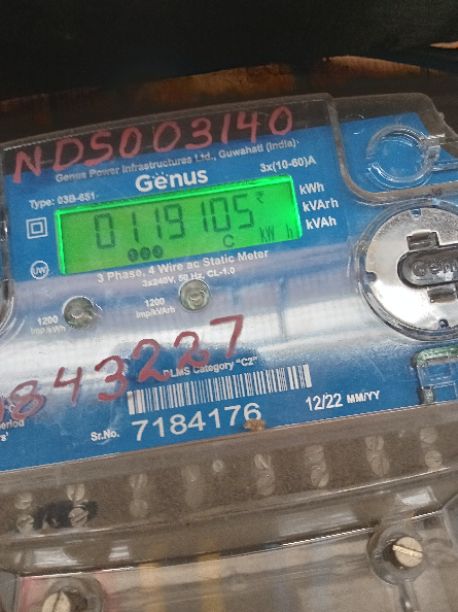 NDS003140
Genus Power Infrastructures Ltd., Guwahati (India)
Genus
3x(10-60)A
Type: 03B-651
0119105
C kW h
kWh
kVArh
kVAh
UW
3 Phase, 4 Wire ac Static Meter
3x240V, 50 Hz, CL-1.0
1200
Imp/kWh
1200
Imp/kVArh
843227
DLMS Category "C2"
Sr.No. 7184176
12/22 MM/YY
Genus